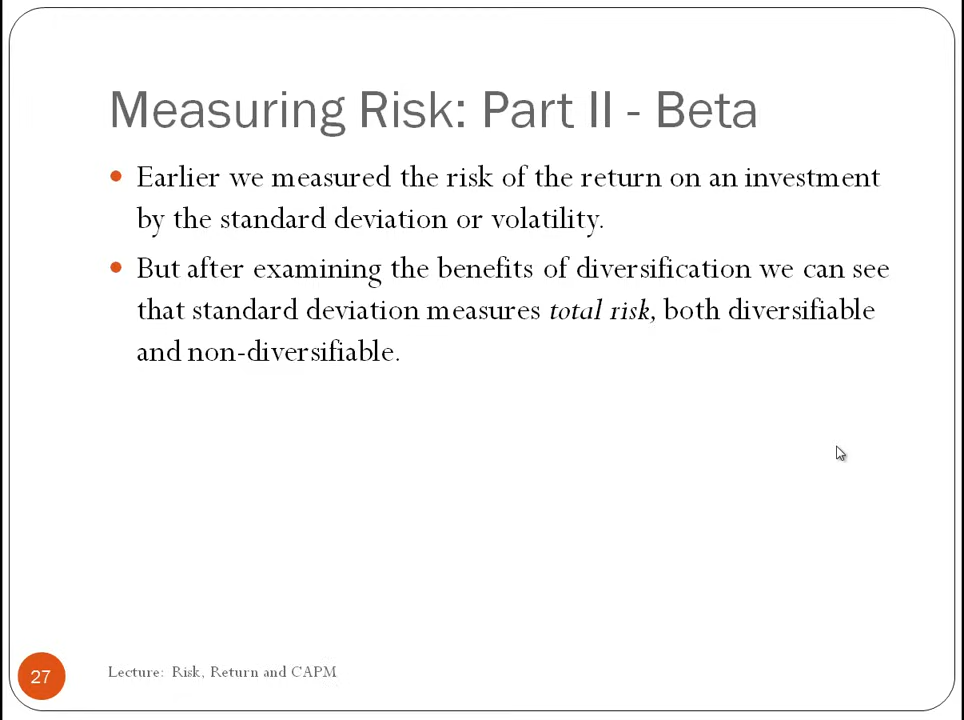 Measuring Risk: Part II - Beta
Earlier we measured the risk of the return on an investment
by the standard deviation or volatility.
But after examining the benefits of diversification we can see
that standard deviation measures total risk, both diversifiable
and non-diversifiable.
27
Lecture: Risk, Return and CAPM